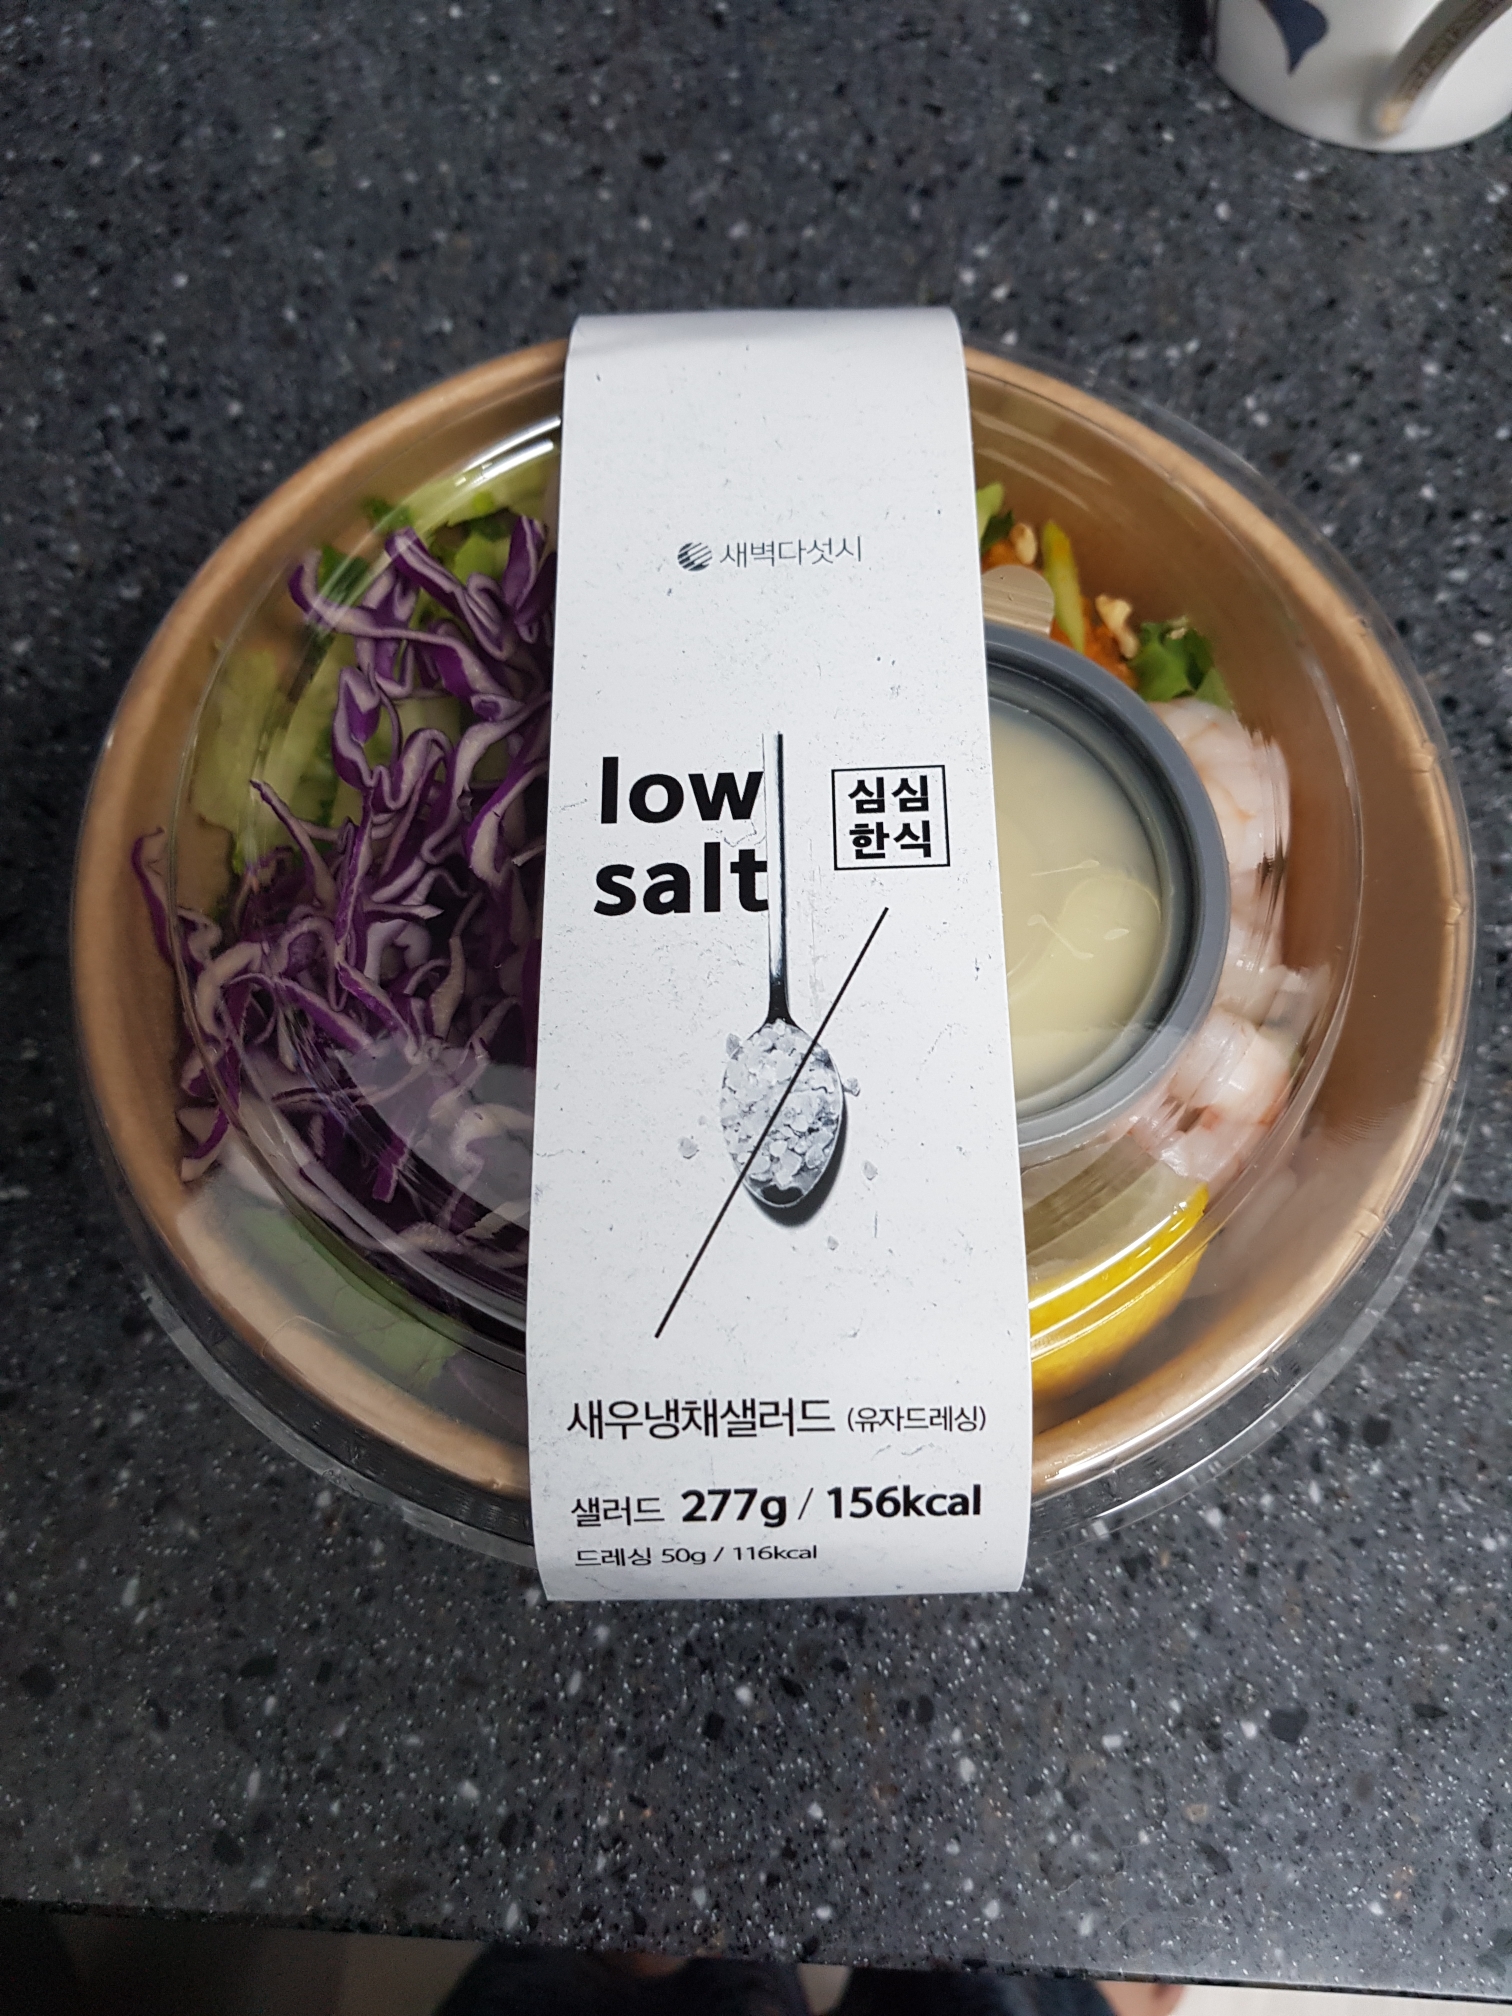 새벽다섯시
low
salt
심심
한식
새우냉채샐러드 (유자드레싱)
샐러드 277g / 156kcal
드레싱 50g / 116kcal